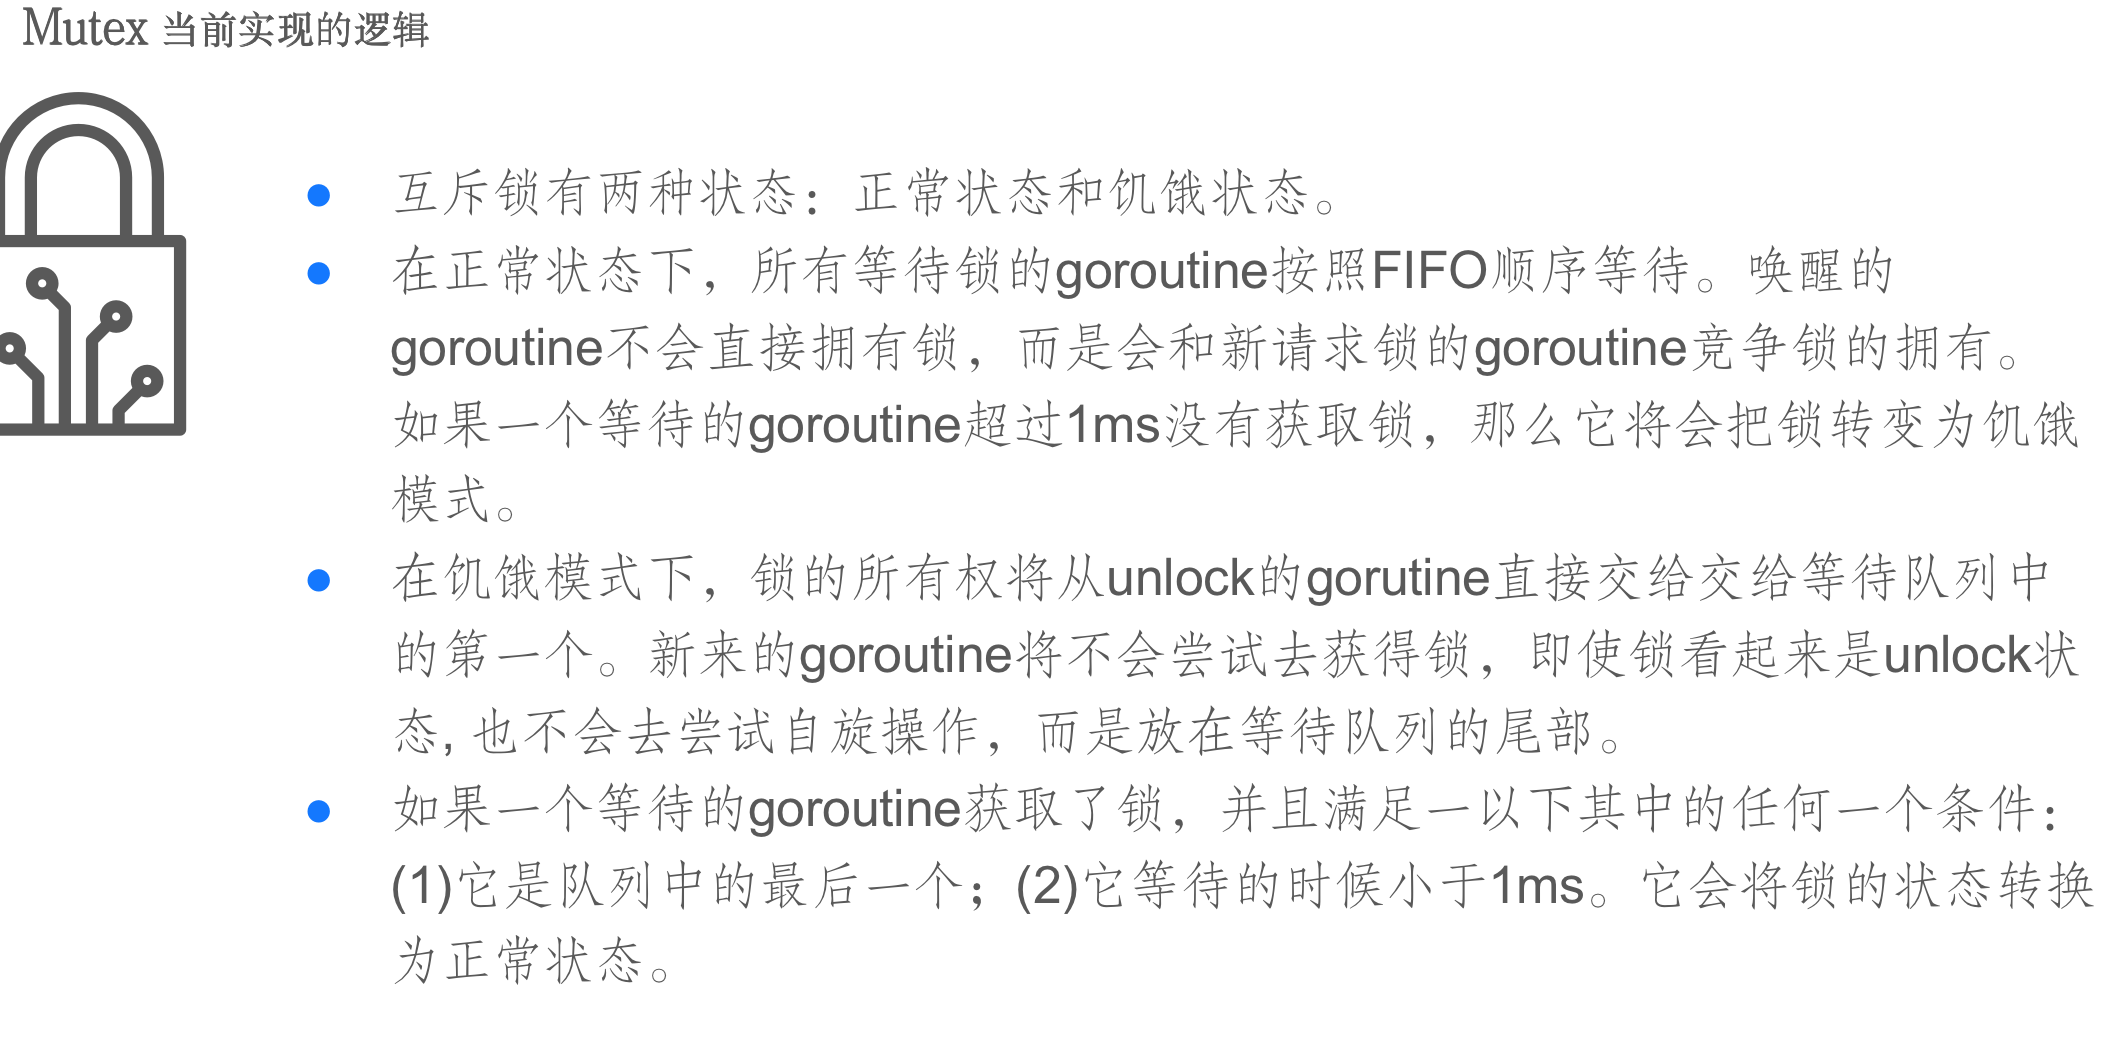 Mutex 当前实现的逻辑
互斥锁有两种状态：正常状态和饥饿状态。
在正常状态下，所有等待锁的goroutine按照FIFO顺序等待。唤醒的
goroutine不会直接拥有锁，而是会和新请求锁的goroutine竞争锁的拥有。
如果一个等待的goroutine超过1ms没有获取锁，那么它将会把锁转变为饥饿
模式。
在饥饿模式下，锁的所有权将从unlock的gorutine直接交给交给等待队列中
的第一个。新来的goroutine将不会尝试去获得锁，即使锁看起来是unlock状
态, 也不会去尝试自旋操作，而是放在等待队列的尾部。
如果一个等待的goroutine获取了锁，并且满足一以下其中的任何一个条件：
(1)它是队列中的最后一个；(2)它等待的时候小于1ms。它会将锁的状态转换
为正常状态。